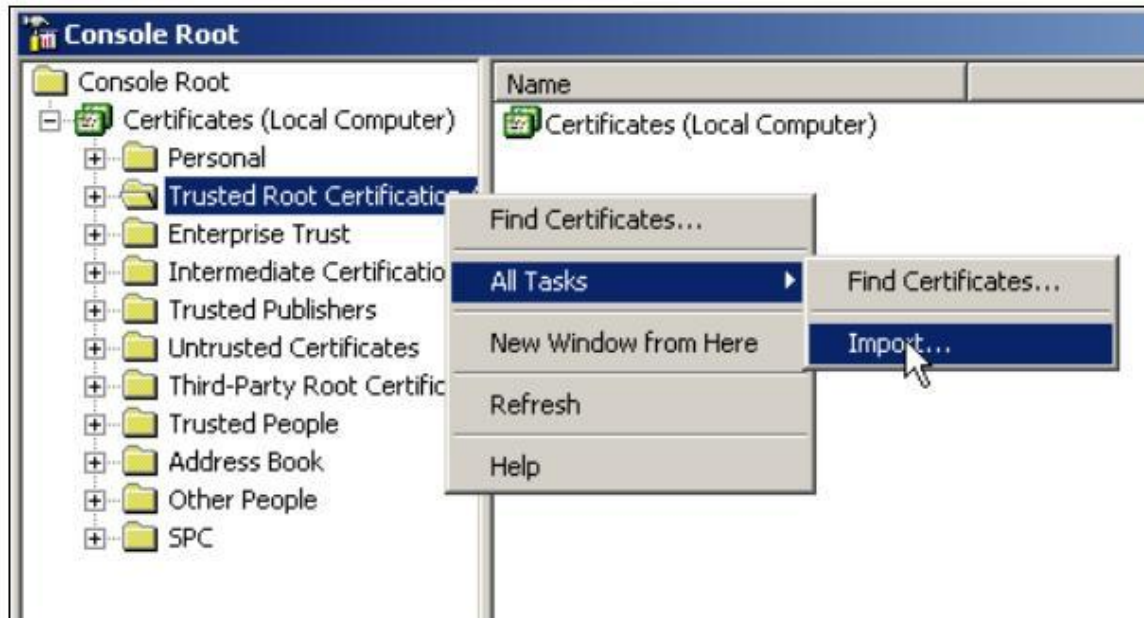 Console Root
Console Root
Name
Certificates (Local Computer)
Certificates (Local Computer)
Personal
Trusted Root Certificatio
Enterprise Trust
Intermediate Certificatio
Trusted Publishers
Untrusted Certificates
Third-Party Root Certific
Trusted People
Address Book
Other People
SPC
Find Certificates...
All Tasks
New Window from Here
Refresh
Help
Find Certificates...
Import...